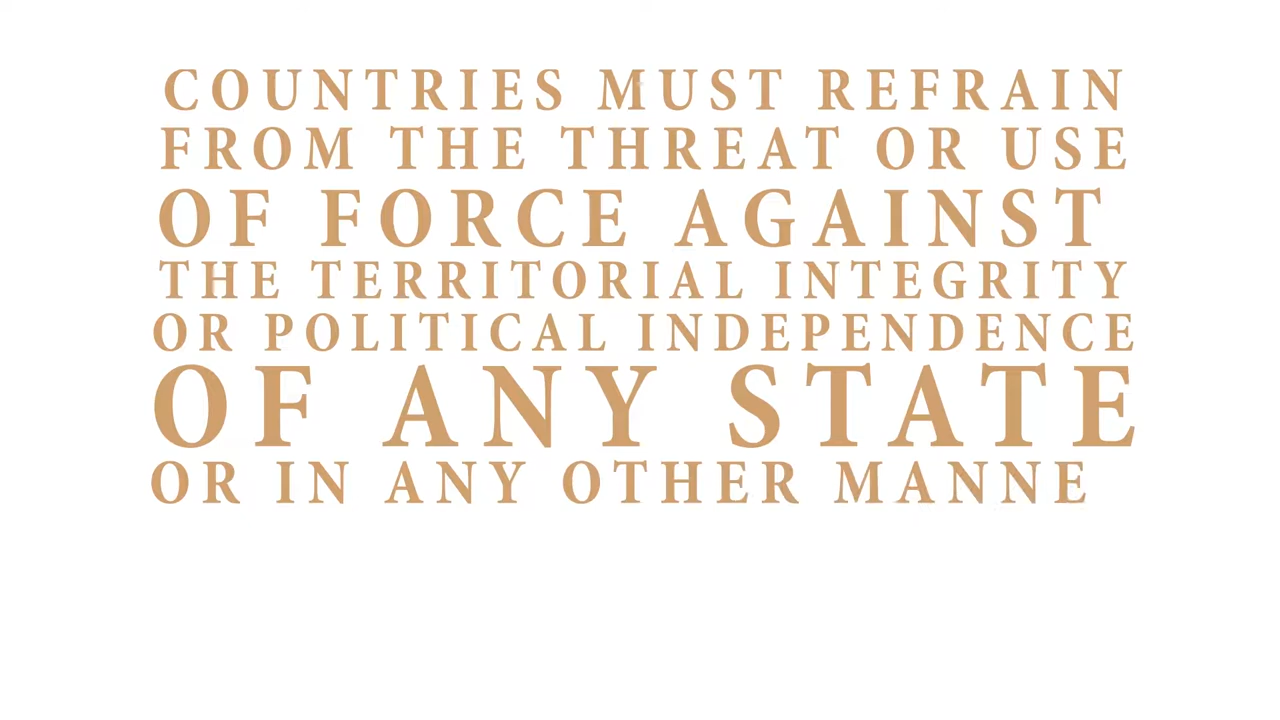 COUNTRIES MUST REFRAIN
FROM THE THREAT OR USE
OF FORCE AGAINST
THE TERRITORIAL INTEGRITY
OR POLITICAL INDEPENDENCE
OF ANY STATE
OR IN ANY OTHER MANNE